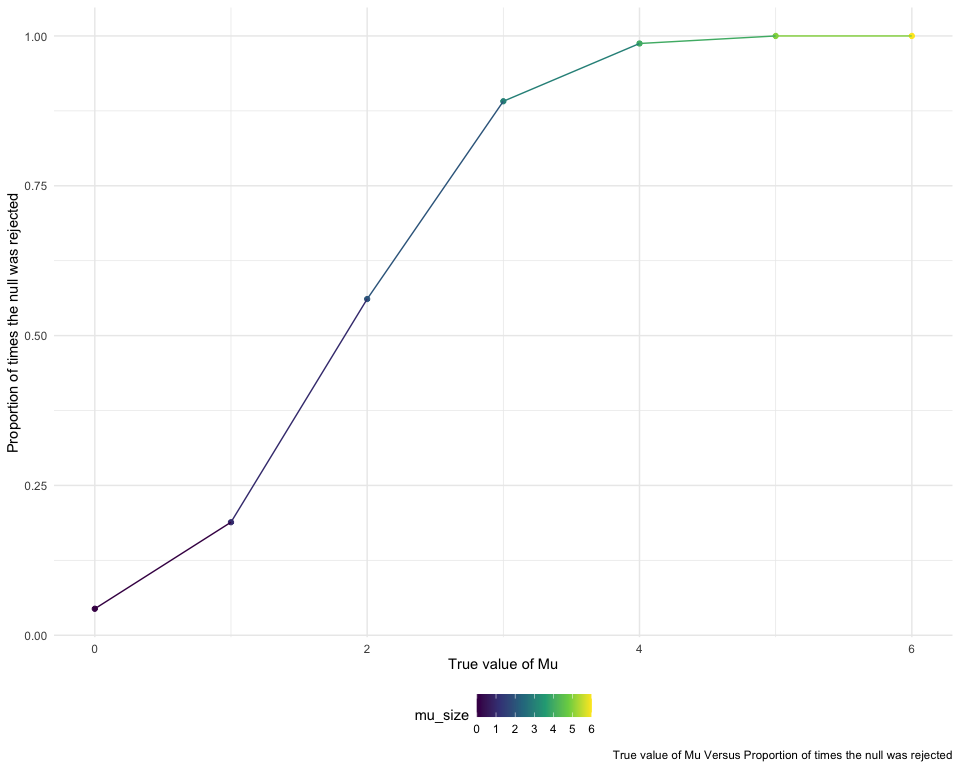 Proportion of times the null was rejected
1.00
0.75
0.50
0.25
0.00
0 2 4 6
True value of Mu
mu_size
0 1 2 3 4 5 6
True value of Mu Versus Proportion of times the null was rejected